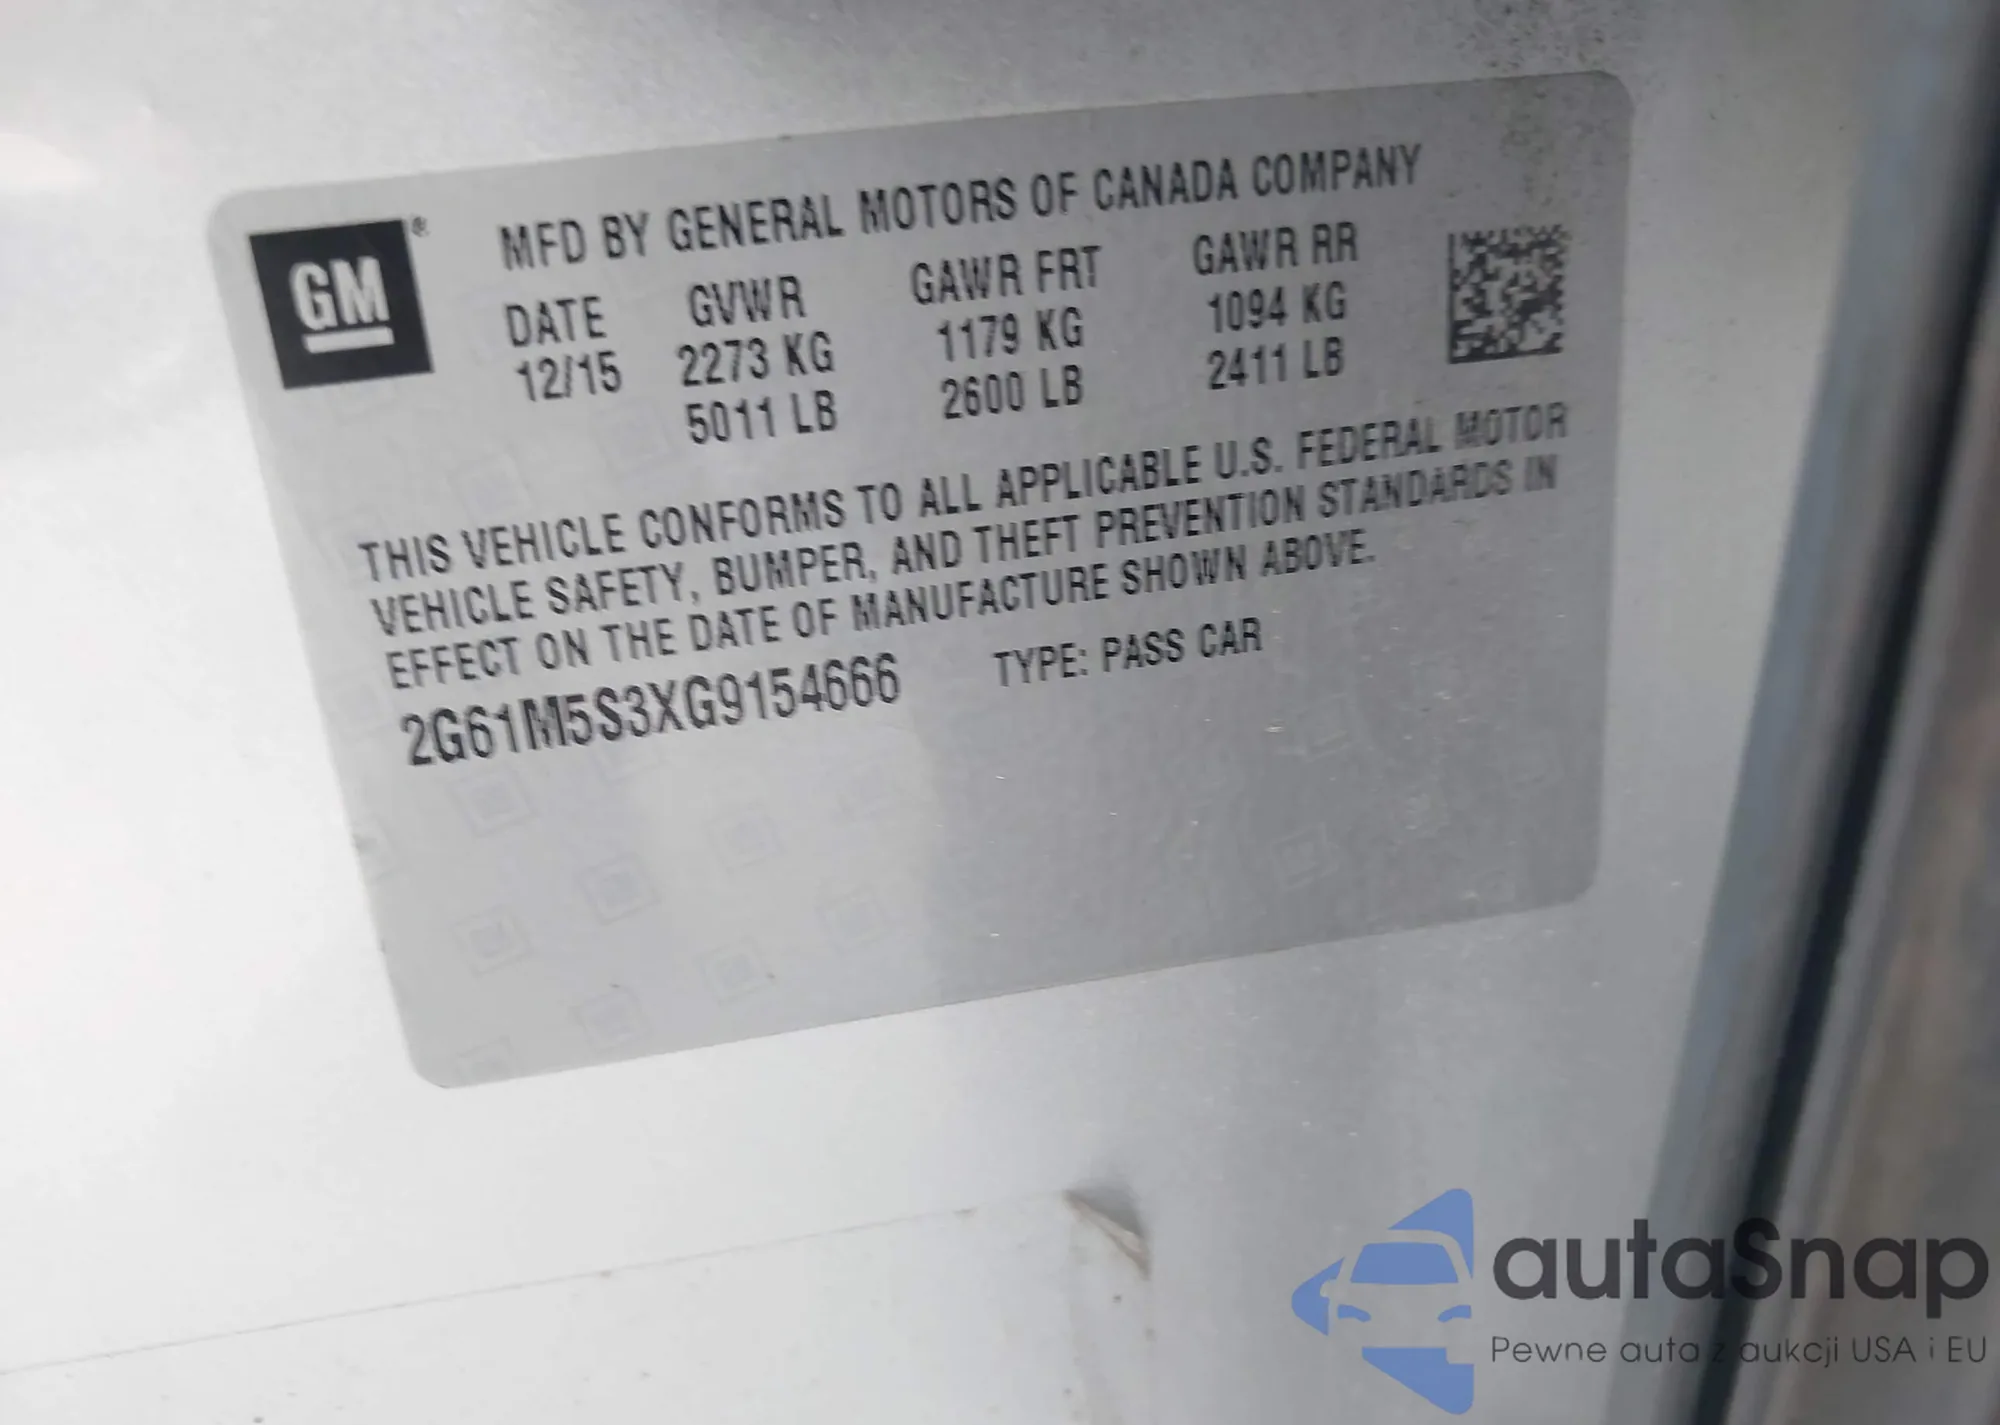 GM®
MFD BY GENERAL MOTORS OF CANADA COMPANY
DATE GVWR GAWR FRT GAWR RR
12/15 2273 KG 1179 KG 1094 KG
5011 LB 2600 LB 2411 LB
THIS VEHICLE CONFORMS TO ALL APPLICABLE U.S. FEDERAL MOTOR
VEHICLE SAFETY, BUMPER, AND THEFT PREVENTION STANDARDS IN
EFFECT ON THE DATE OF MANUFACTURE SHOWN ABOVE.
2G61M5S3XG9154666 TYPE: PASS CAR
autaSnap
Pewne auta z aukcji USA i EU